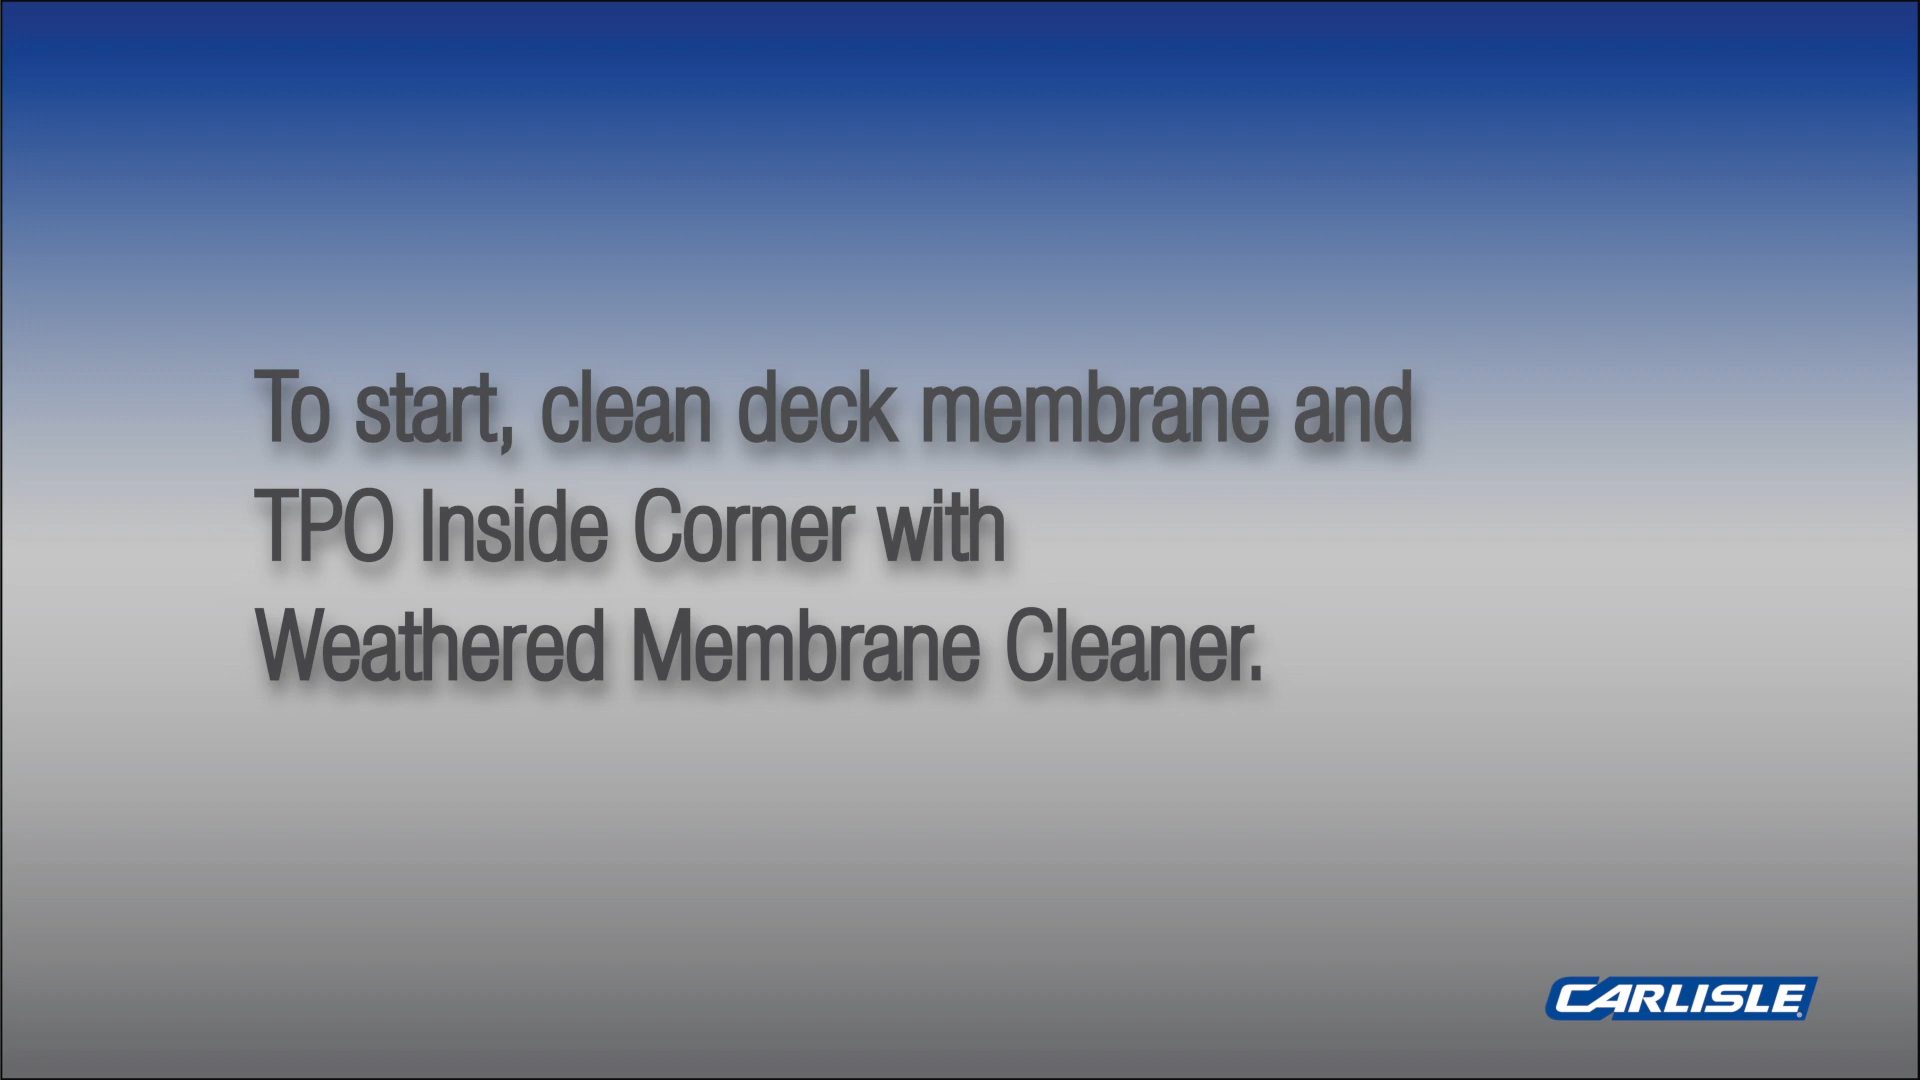 To start, clean deck membrane and
TPO Inside Corner with
Weathered Membrane Cleaner.
CARLISLE